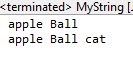 <terminated> MyString [.
apple Ball
apple Ball cat